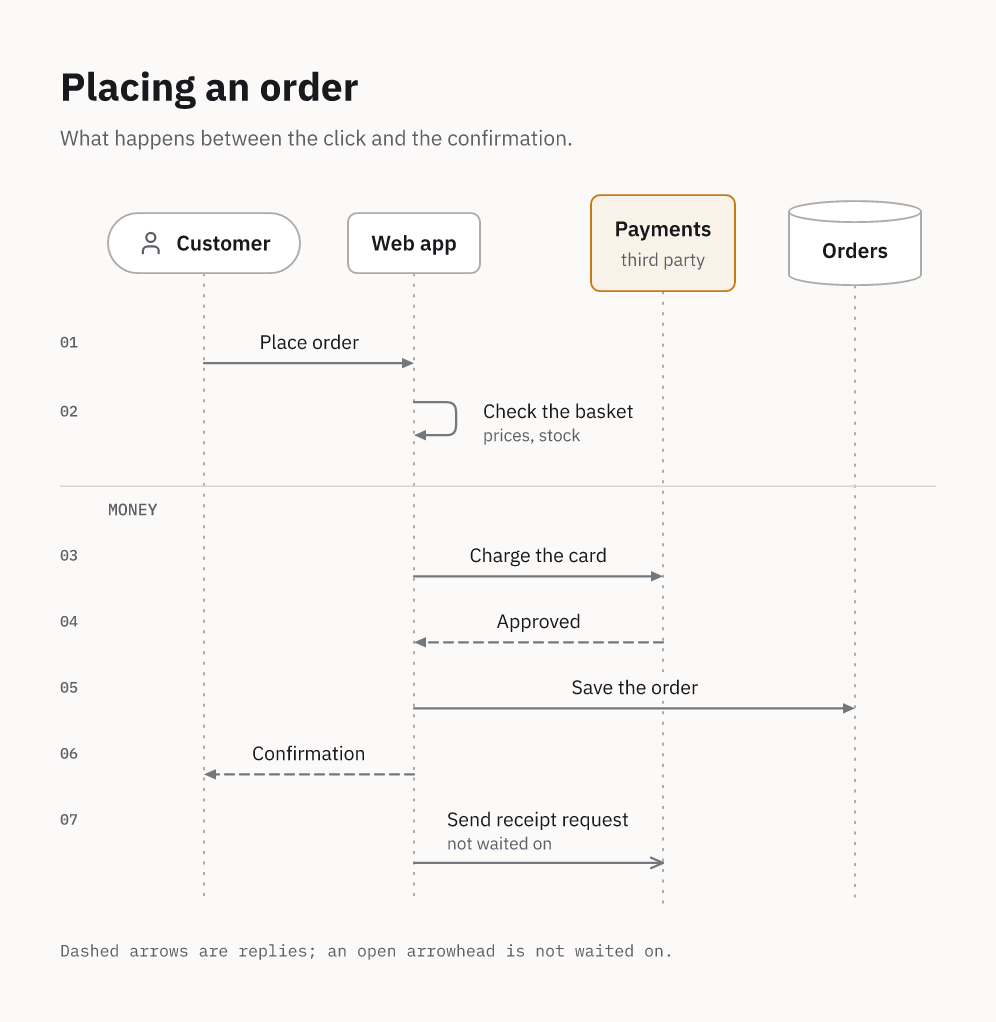 Placing an order
What happens between the click and the confirmation.
Customer
Web app
Payments
third party
Orders
01
Place order
02
Check the basket
prices, stock
MONEY
03
Charge the card
04
Approved
05
Save the order
06
Confirmation
07
Send receipt request
not waited on
Dashed arrows are replies; an open arrowhead is not waited on.